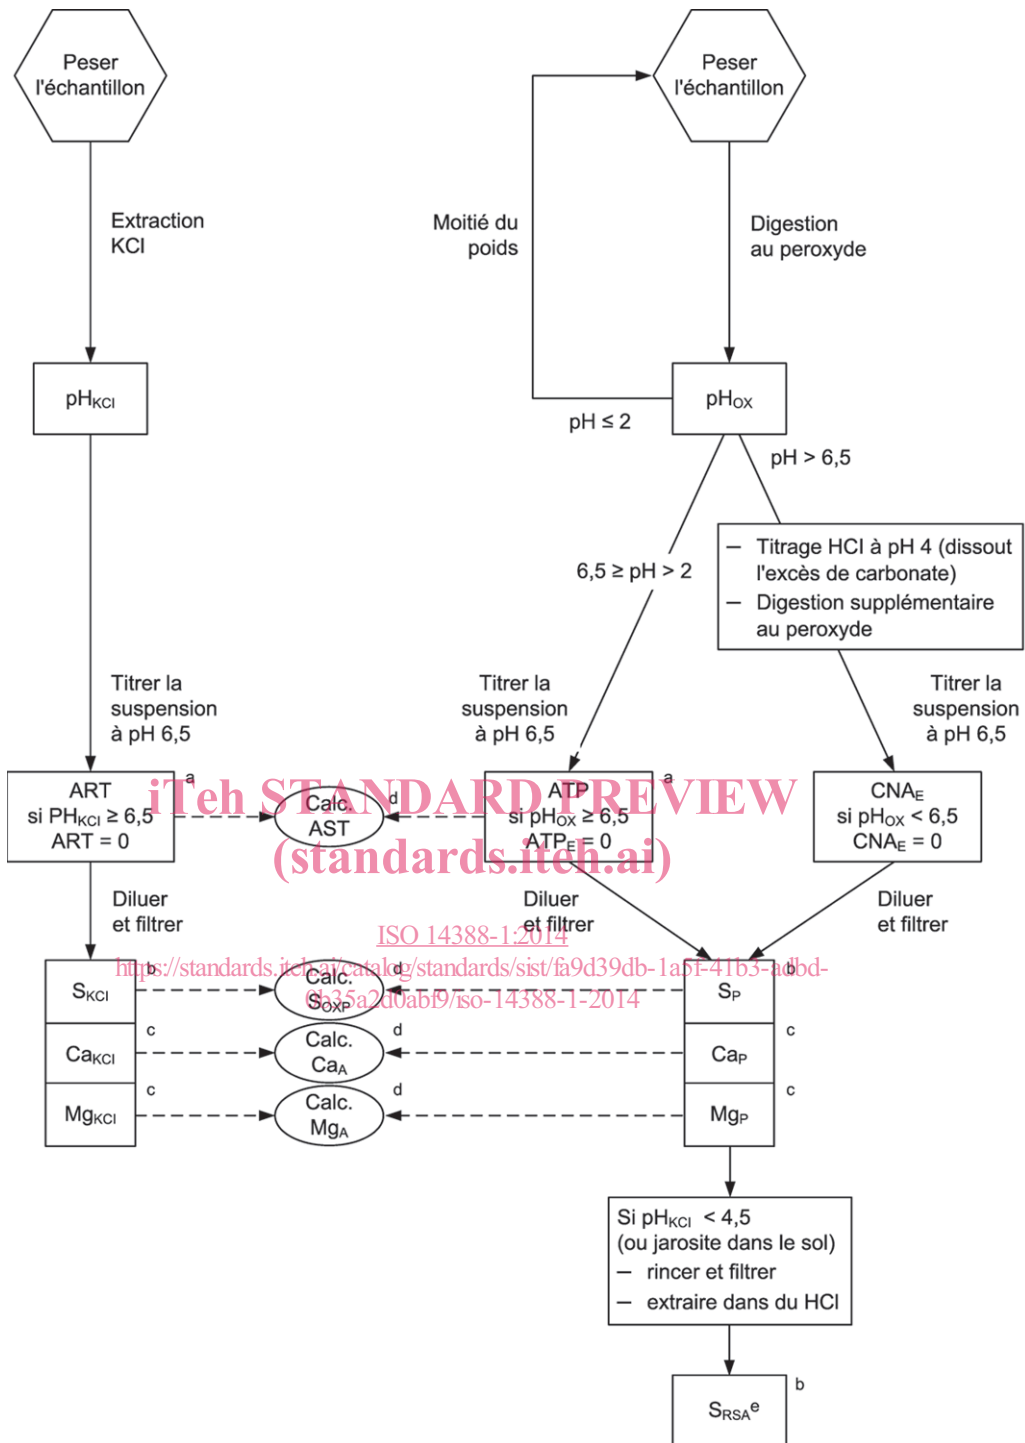 Peser
l'échantillon
Peser
l'échantillon
Extraction
KCl
Moitié du
poids
Digestion
au peroxyde
pHKCl
pHOX
pH ≤ 2
pH > 6,5
6,5 ≥ pH > 2
– Titrage HCl à pH 4 (dissout
l'excès de carbonate)
– Digestion supplémentaire
au peroxyde
Titrer la
suspension
à pH 6,5
Titrer la
suspension
à pH 6,5
Titrer la
suspension
à pH 6,5
ART
si PHKCl ≥ 6,5
ART = 0
a
Calc.
AST
d
ATP
si pHOX ≥ 6,5
ATPE = 0
a
CNAE
si pHOX < 6,5
CNAE = 0
iTeh STANDARD PREVIEW
(standards.iteh.ai)
Diluer
et filtrer
Diluer
et filtrer
Diluer
et filtrer
ISO 14388-1:2014
https://standards.iteh.ai/catalog/standards/sist/fa9d39db-1a5f-41b3-adbd-
0b35a2d0abf9/iso-14388-1-2014
SKCl
b
Calc.
SOXP
d
SP
b
CaKCl
c
Calc.
CaA
d
CaP
c
MgKCl
c
Calc.
MgA
d
MgP
c
Si pHKCl < 4,5
(ou jarosite dans le sol)
– rincer et filtrer
– extraire dans du HCl
SRSAe
b